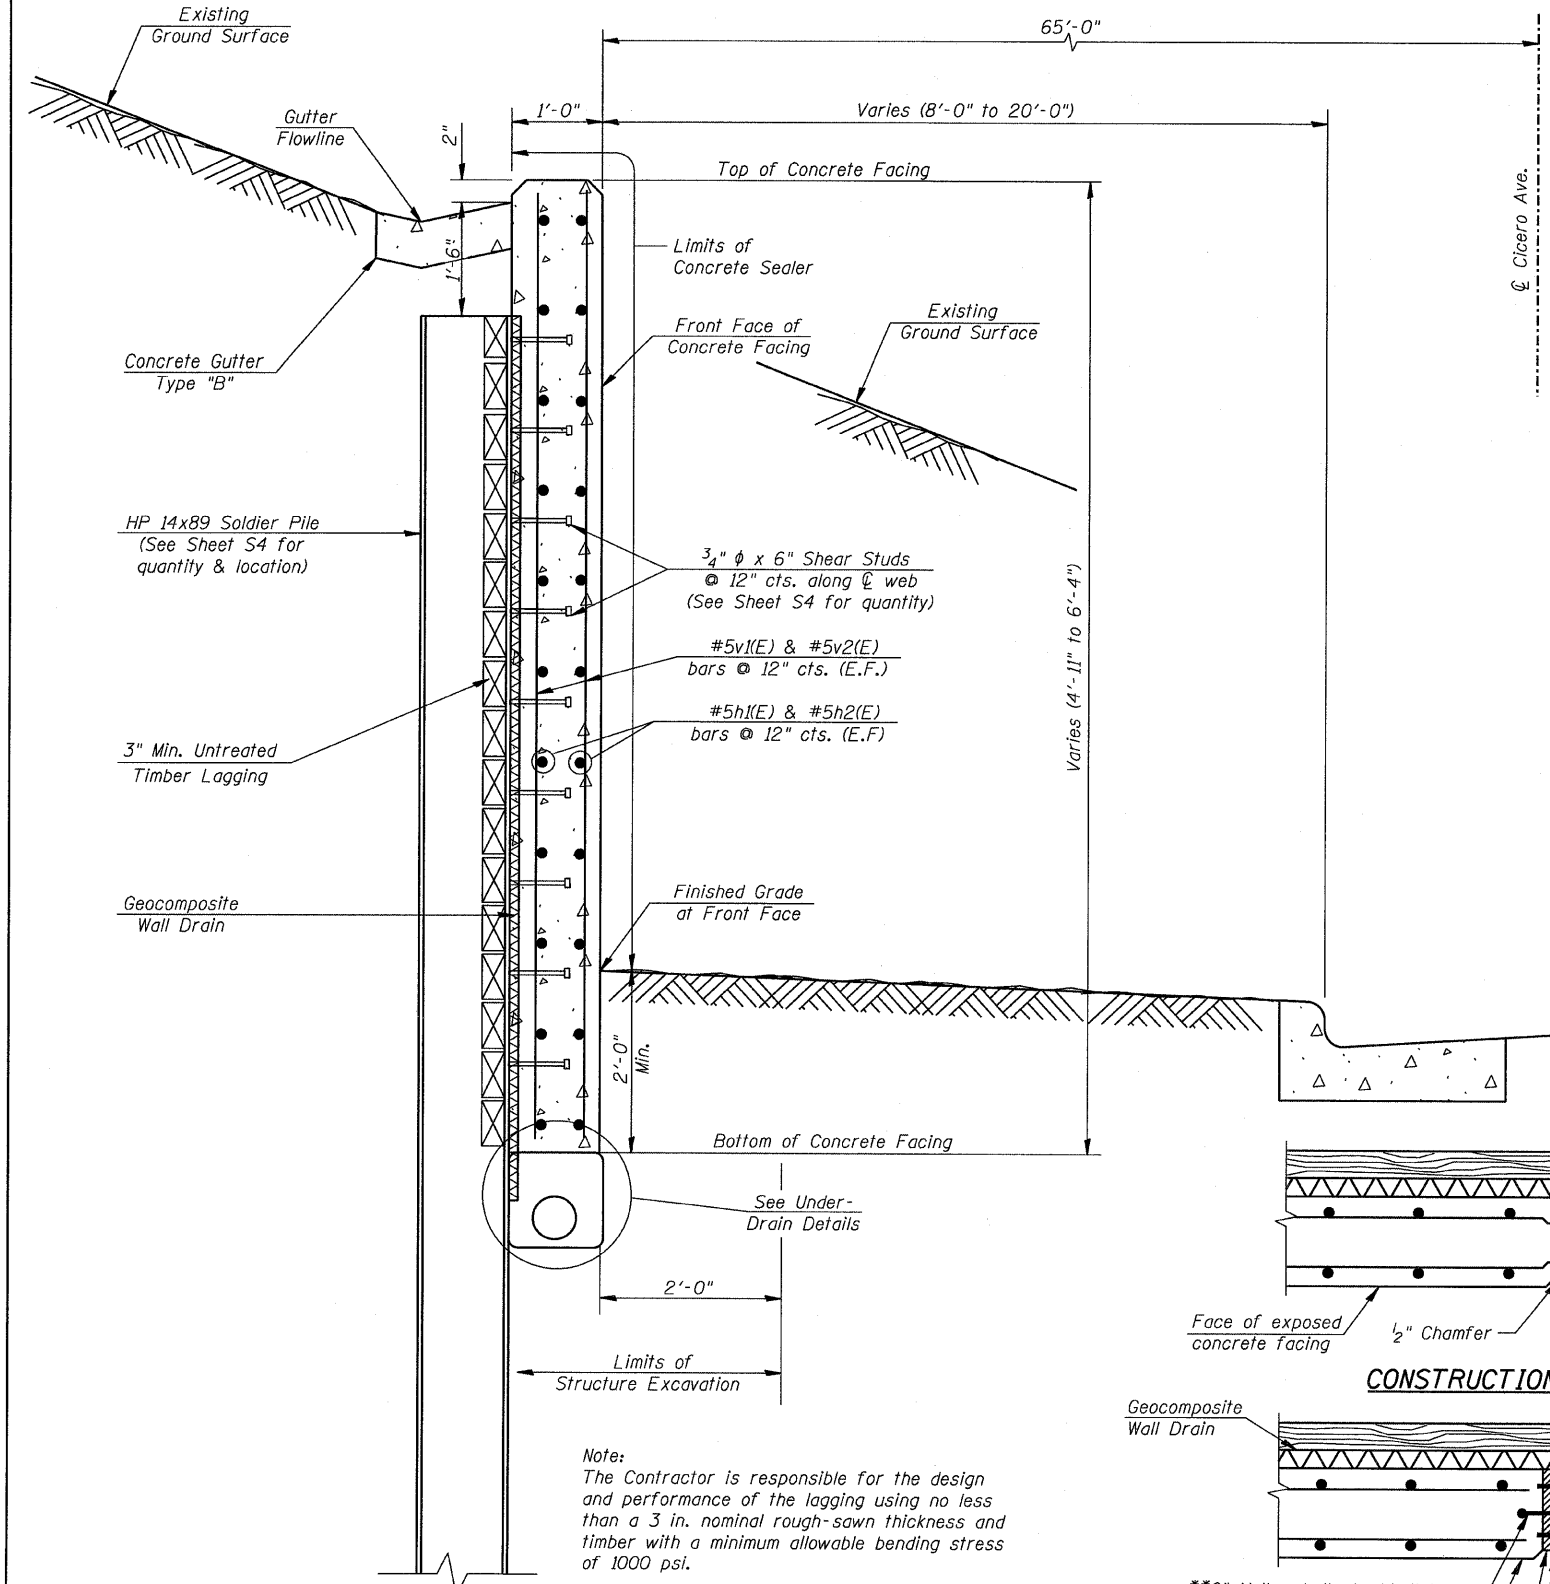 Existing
Ground Surface
65'-0"
Gutter
Flowline
2"
1'-0"
Varies (8'-0" to 20'-0")
Top of Concrete Facing
℄ Cicero Ave.
1'-6"
Limits of
Concrete Sealer
Front Face of
Concrete Facing
Existing
Ground Surface
Concrete Gutter
Type "B"
HP 14x89 Soldier Pile
(See Sheet S4 for
quantity & location)
3/4" ϕ x 6" Shear Studs
@ 12" cts. along ℄ web
(See Sheet S4 for quantity)
Varies (4'-11" to 6'-4")
#5v1(E) & #5v2(E)
bars @ 12" cts. (E.F.)
#5h1(E) & #5h2(E)
bars @ 12" cts. (E.F)
3" Min. Untreated
Timber Lagging
Geocomposite
Wall Drain
Finished Grade
at Front Face
2'-0"
Min.
Bottom of Concrete Facing
See Under-
Drain Details
2'-0"
Limits of
Structure Excavation
Face of exposed
concrete facing
1/2" Chamfer
CONSTRUCTION
Geocomposite
Wall Drain
Note:
The Contractor is responsible for the design
and performance of the lagging using no less
than a 3 in. nominal rough-sawn thickness and
timber with a minimum allowable bending stress
of 1000 psi.